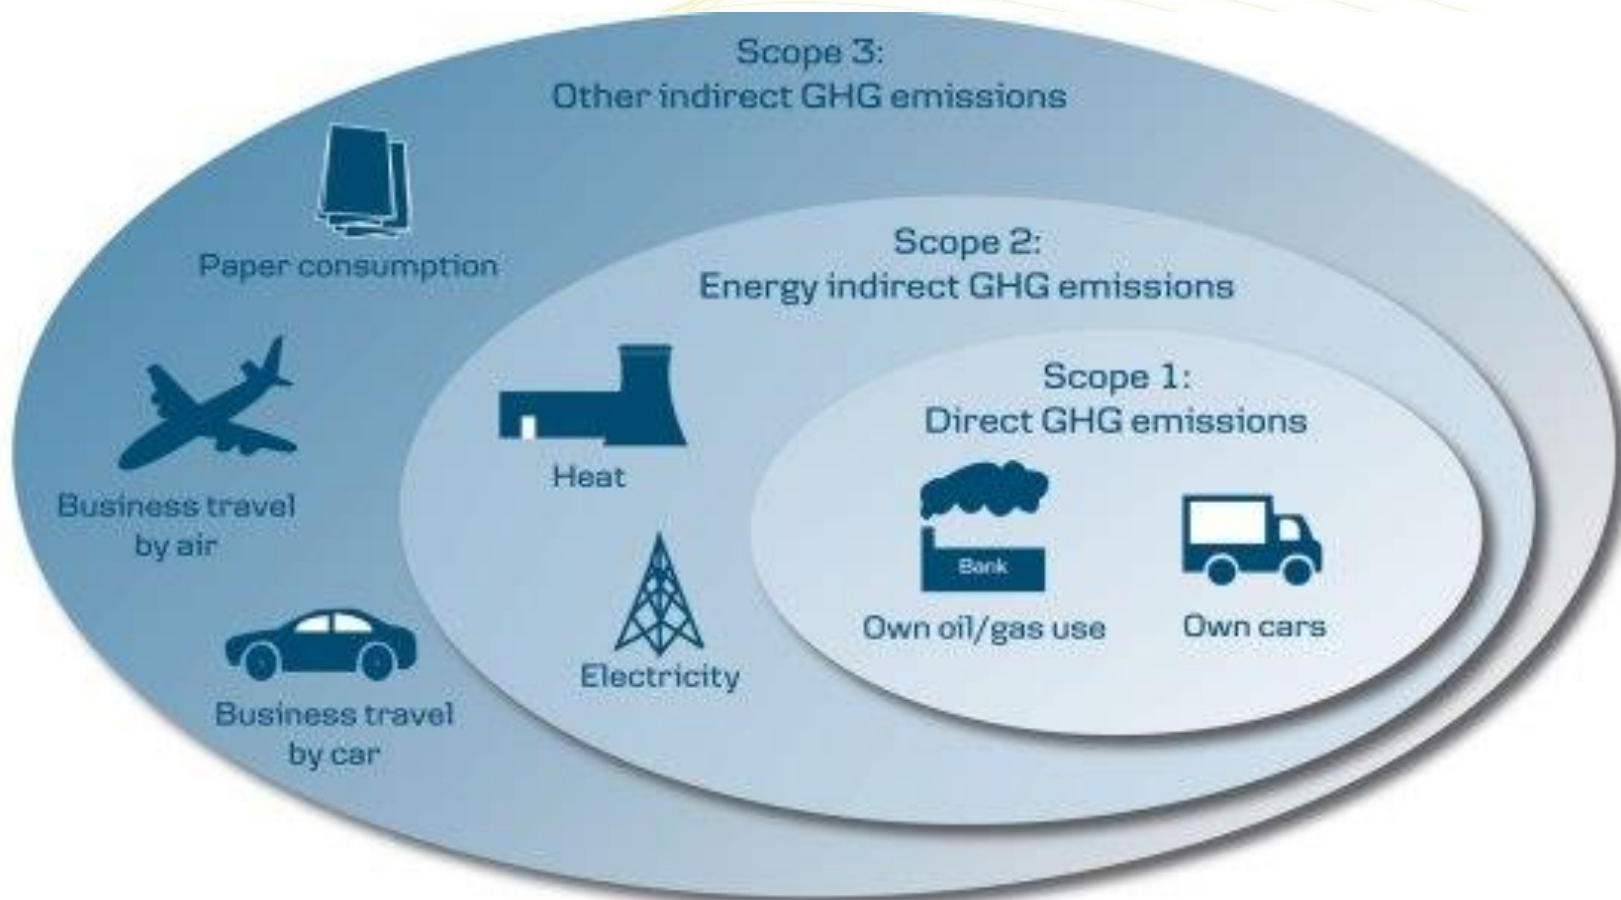 Scope 3:
Other indirect GHG emissions
Paper consumption
Scope 2:
Energy indirect GHG emissions
Business travel
by air
Heat
Scope 1:
Direct GHG emissions
Bank
Own oil/gas use
Own cars
Electricity
Business travel
by car